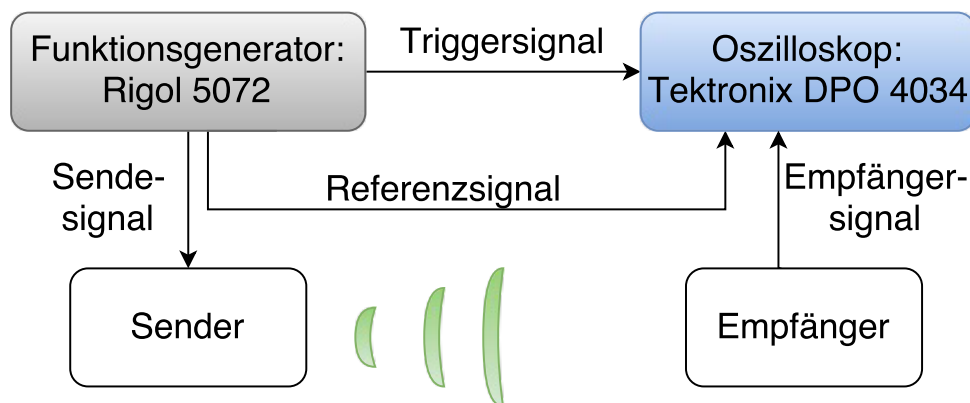 Funktionsgenerator:
Rigol 5072
Triggersignal
Oszilloskop:
Tektronix DPO 4034
Sende-
signal
Referenzsignal
Empfänger-
signal
Sender
Empfänger